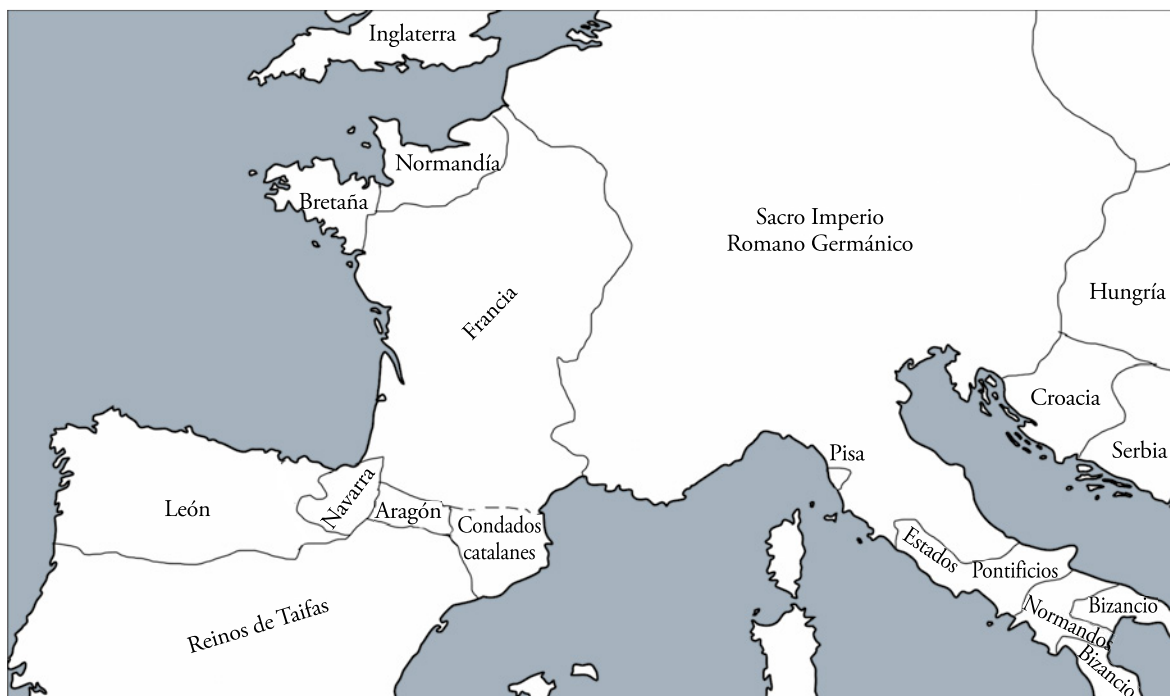 Inglaterra
Normandía
Bretaña
Sacro Imperio
Romano Germánico
Francia
Hungría
Croacia
Serbia
Pisa
León
Navarra
Aragón
Condados
catalanes
Estados
Pontificios
Reinos de Taifas
Normandos
Bizancio
Bizancio